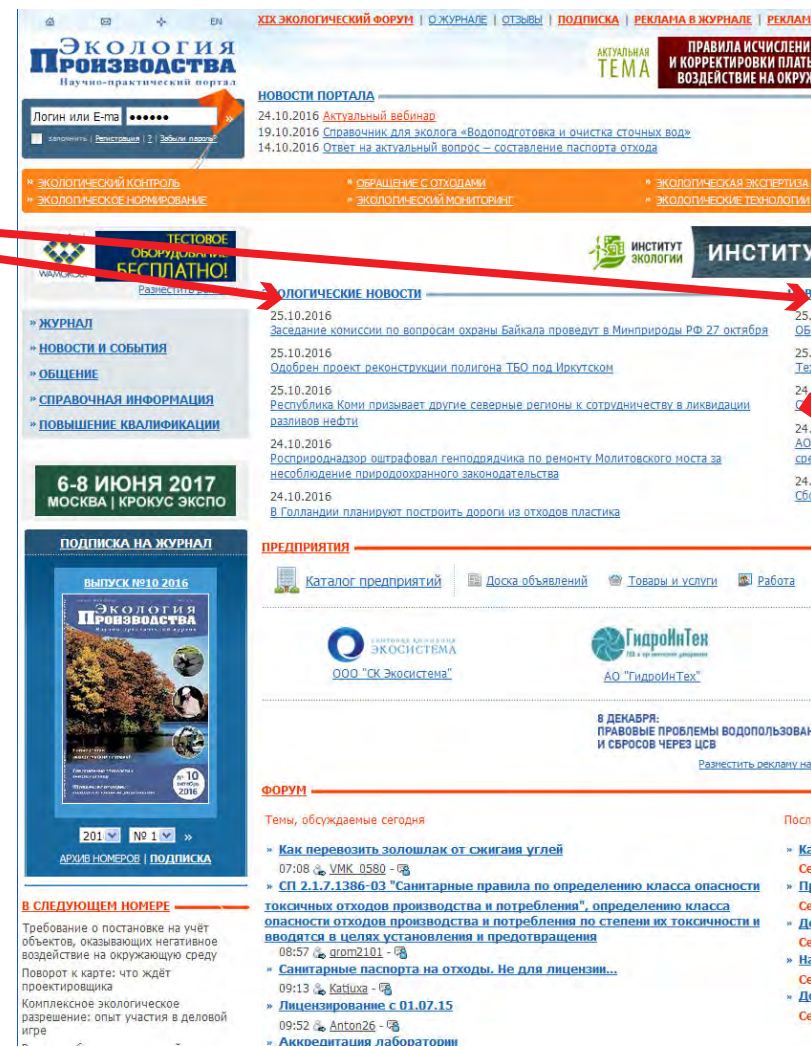 EN
XIX ЭКОЛОГИЧЕСКИЙ ФОРУМ | О ЖУРНАЛЕ | ОТЗЫВЫ | ПОДПИСКА | РЕКЛАМА В ЖУРНАЛЕ |
ЭКОЛОГИЯ
ПРОИЗВОДСТВА
Научно-практический портал
АКТУАЛЬНАЯ
ТЕМА
ПРАВИЛА
И КОРРЕКТИРОВКИ
ВОЗДЕЙСТВИЕ НА
Логин или E-mail
запомнить | Регистрация | ? | Забыли пароль?
НОВОСТИ ПОРТАЛА
24.10.2016 Актуальный вебинар
19.10.2016 Справочник для эколога «Водоподготовка и очистка сточных вод»
14.10.2016 Ответ на актуальный вопрос – составление паспорта отхода
» ЭКОЛОГИЧЕСКИЙ КОНТРОЛЬ
» ОБРАЩЕНИЕ С ОТХОДАМИ
» ЭКОЛОГИЧЕСКАЯ ЭКСПЕРТИЗА
» ЭКОЛОГИЧЕСКОЕ НОРМИРОВАНИЕ
» ЭКОЛОГИЧЕСКИЙ МОНИТОРИНГ
» ЭКОЛОГИЧЕСКИЕ ТЕХНОЛОГИИ
ТЕСТОВОЕ
ОБОРУДОВАНИЕ
БЕСПЛАТНО!
ИНСТИТУТ
ЭКОЛОГИИ
» ЖУРНАЛ
» НОВОСТИ И СОБЫТИЯ
» ОБЩЕНИЕ
» СПРАВОЧНАЯ ИНФОРМАЦИЯ
» ПОВЫШЕНИЕ КВАЛИФИКАЦИИ
6-8 ИЮНЯ 2017
МОСКВА | КРОКУС ЭКСПО
ПОДПИСКА НА ЖУРНАЛ
ВЫПУСК №10 2016
ЭКОЛОГИЯ
ПРОИЗВОДСТВА
№ 10
октябрь
2016
201 № 1 »
АРХИВ НОМЕРОВ | ПОДПИСКА
В СЛЕДУЮЩЕМ НОМЕРЕ
Требование о постановке на учёт
объектов, оказывающих негативное
воздействие на окружающую среду
Поворот к карте: что ждёт
проектировщика
Комплексное экологическое
разрешение: опыт участия в деловой
игре
ЭКОЛОГИЧЕСКИЕ НОВОСТИ
25.10.2016
Заседание комиссии по вопросам охраны Байкала проведут в Минприроды РФ 27 октября
25.10.2016
Одобрен проект реконструкции полигона ТБО под Иркутском
25.10.2016
Республика Коми призывает другие северные регионы к сотрудничеству в ликвидации
разливов нефти
24.10.2016
Росприроднадзор оштрафовал генподрядчика по ремонту Молитовского моста за
несоблюдение природоохранного законодательства
24.10.2016
В Голландии планируют построить дороги из отходов пластика
ПРЕДПРИЯТИЯ
Каталог предприятий
Доска объявлений
Товары и услуги
Работа
ЭКОСИСТЕМА
ООО "СК Экосистема"
ГидроИнТех
АО "ГидроИнТех"
8 ДЕКАБРЯ:
ПРАВОВЫЕ ПРОБЛЕМЫ
И СБРОСОВ ЧЕРЕЗ ЦСВ
Разместить рекламу на
ФОРУМ
Темы, обсуждаемые сегодня
» Как перевозить золошлак от сжигаия углей
07:08 VMK_0580 -
» СП 2.1.7.1386-03 "Санитарные правила по определению класса опасности
токсичных отходов производства и потребления", определению класса
опасности отходов производства и потребления по степени их токсичности и
вводятся в целях установления и предотвращения
08:57 grom2101 -
» Санитарные паспорта на отходы. Не для лицензии...
09:13 Katiuxa -
» Лицензирование с 01.07.15
09:52 Anton26 -
» Аккредитация лаборатории